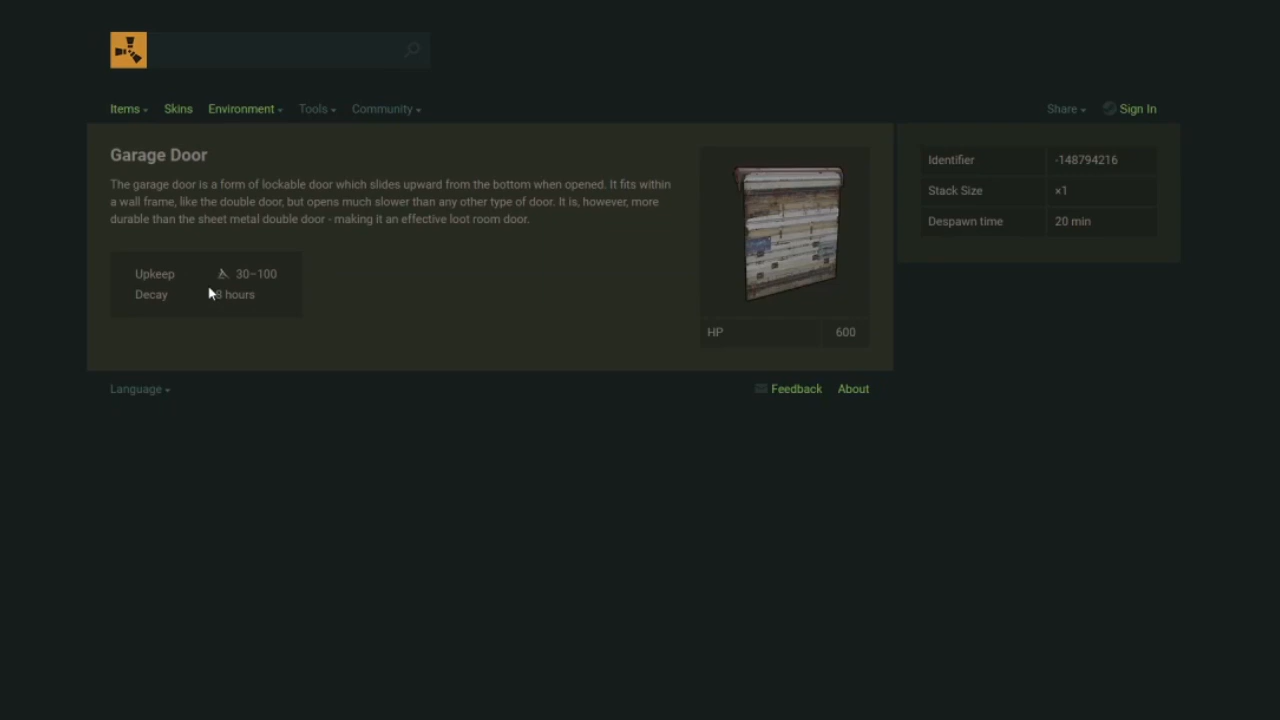 Items Skins Environment Tools Community Share Sign In
Garage Door
The garage door is a form of lockable door which slides upward from the bottom when opened. It fits within
a wall frame, like the double door, but opens much slower than any other type of door. It is, however, more
durable than the sheet metal double door - making it an effective loot room door.
Upkeep 30–100
Decay hours
HP 600
Identifier -148794216
Stack Size ×1
Despawn time 20 min
Language Feedback About